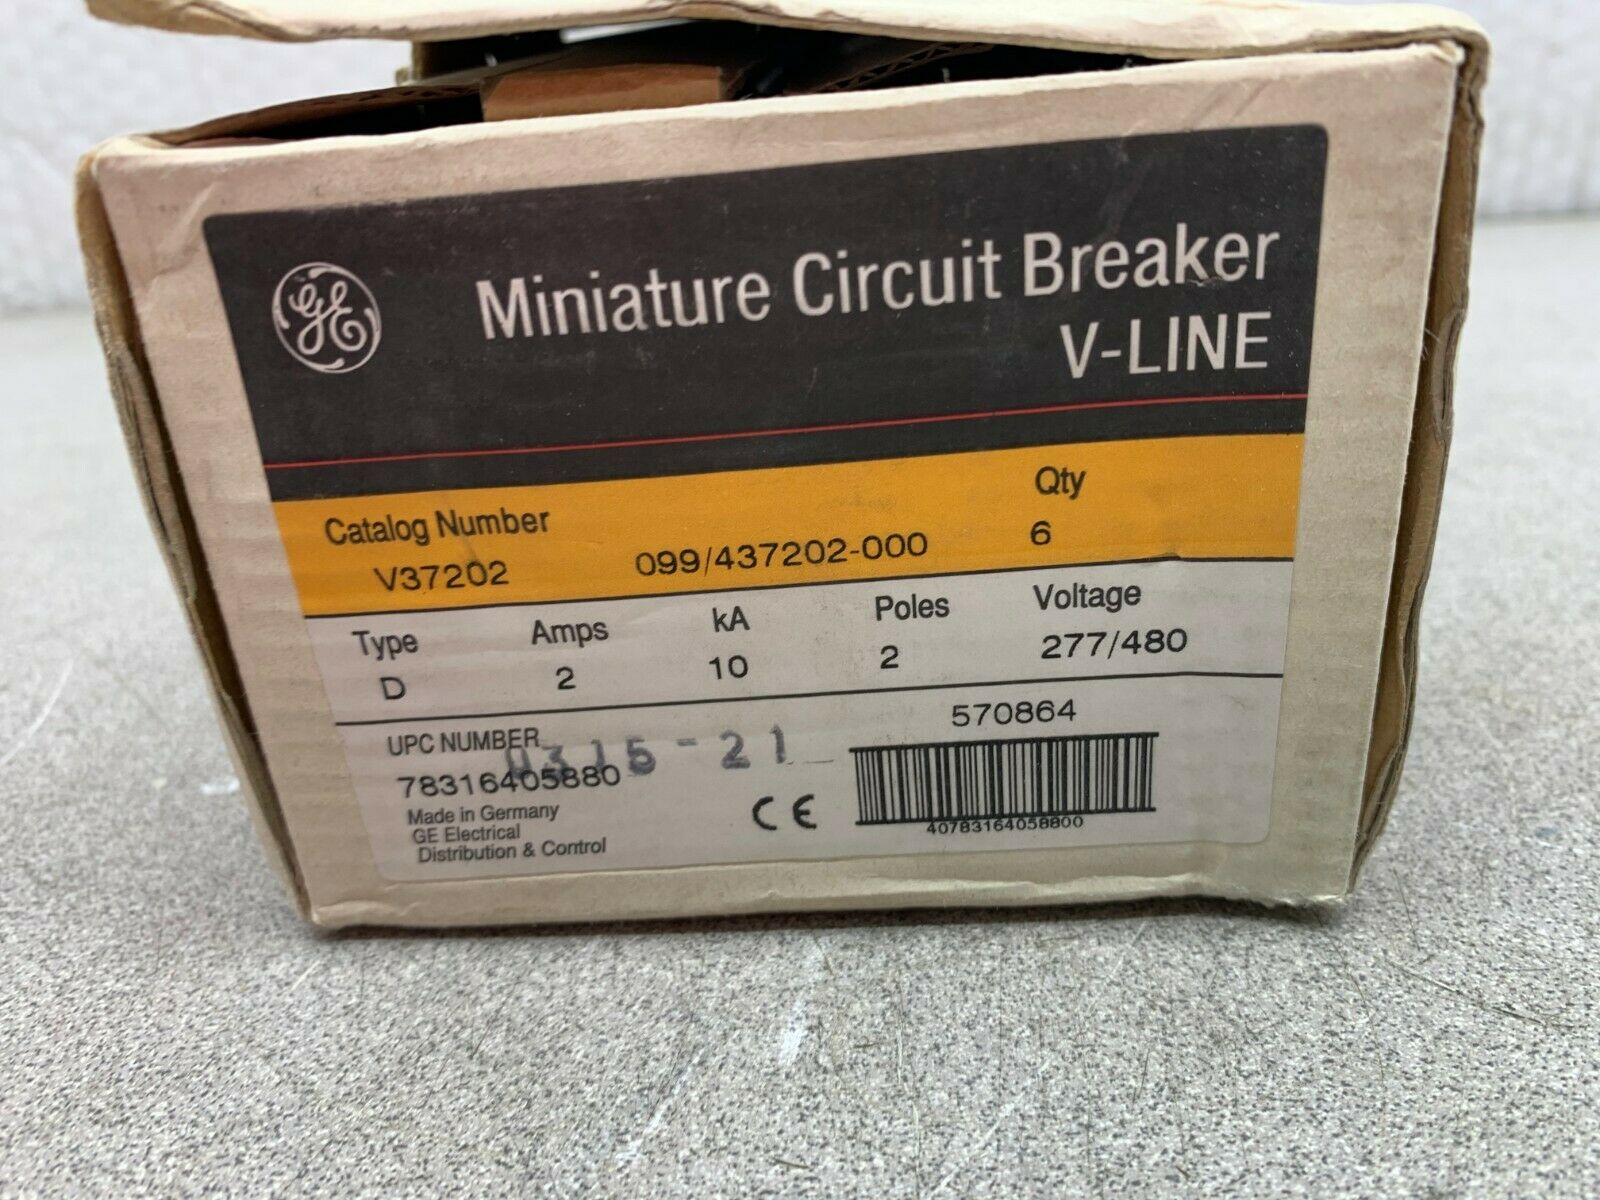 GE
Miniature Circuit Breaker
V-LINE
Catalog Number Qty
V37202 099/437202-000 6
Type Amps kA Poles Voltage
D 2 10 2 277/480
UPC NUMBER 570864
0315-21
78316405880
Made in Germany
GE Electrical
Distribution & Control
CE
40783164058800